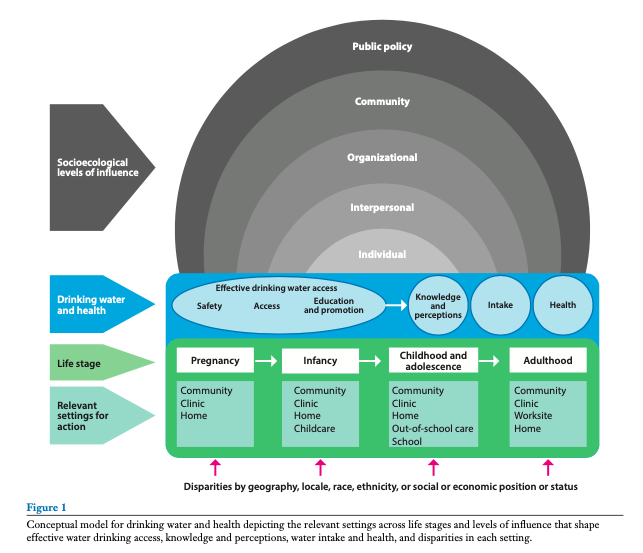 Public policy
Community
Organizational
Interpersonal
Individual
Socioecological
levels of influence
Drinking water
and health
Effective drinking water access
Safety
Access
Education
and promotion
Knowledge
and
perceptions
Intake
Health
Life stage
Pregnancy
Infancy
Childhood and
adolescence
Adulthood
Relevant
settings for
action
Community
Clinic
Home
Community
Clinic
Home
Childcare
Community
Clinic
Home
Out-of-school care
School
Community
Clinic
Worksite
Home
Disparities by geography, locale, race, ethnicity, or social or economic position or status
Figure 1
Conceptual model for drinking water and health depicting the relevant settings across life stages and levels of influence that shape
effective water drinking access, knowledge and perceptions, water intake and health, and disparities in each setting.